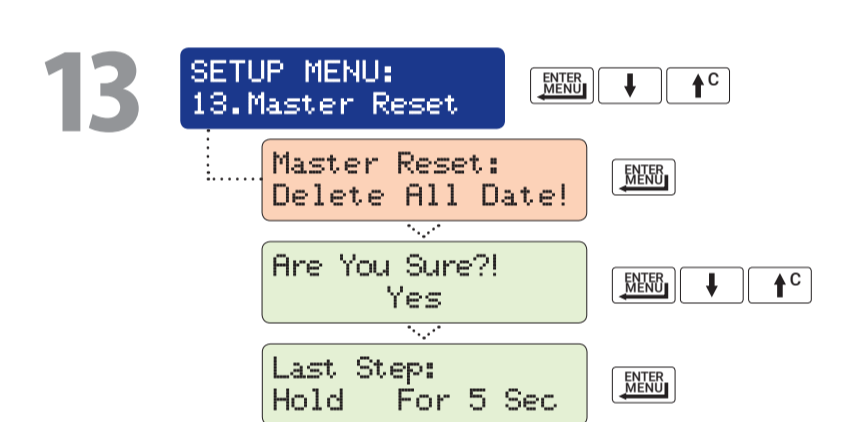 13
SETUP MENU:
13.Master Reset
ENTER
MENU
C
Master Reset:
Delete All Date!
ENTER
MENU
Are You Sure?!
Yes
ENTER
MENU
C
Last Step:
Hold For 5 Sec
ENTER
MENU